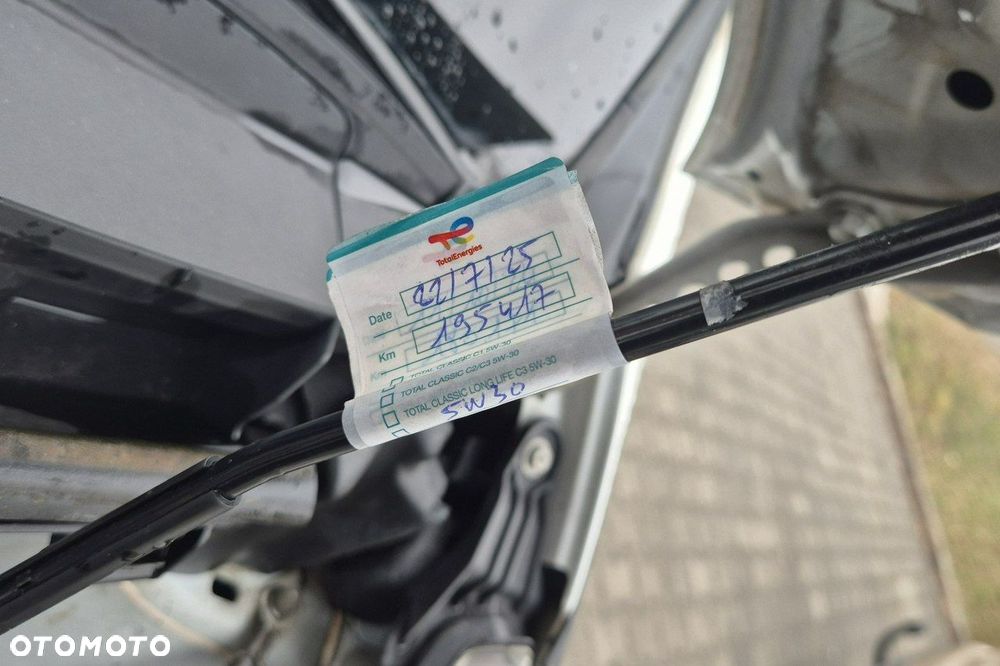 TotalEnergies
Date 22/7/25
Km 195417
TOTAL CLASSIC C1 5W-30
TOTAL CLASSIC C2/C3 5W-30
TOTAL CLASSIC LONG LIFE C3 5W-30
5W30
OTOMOTO